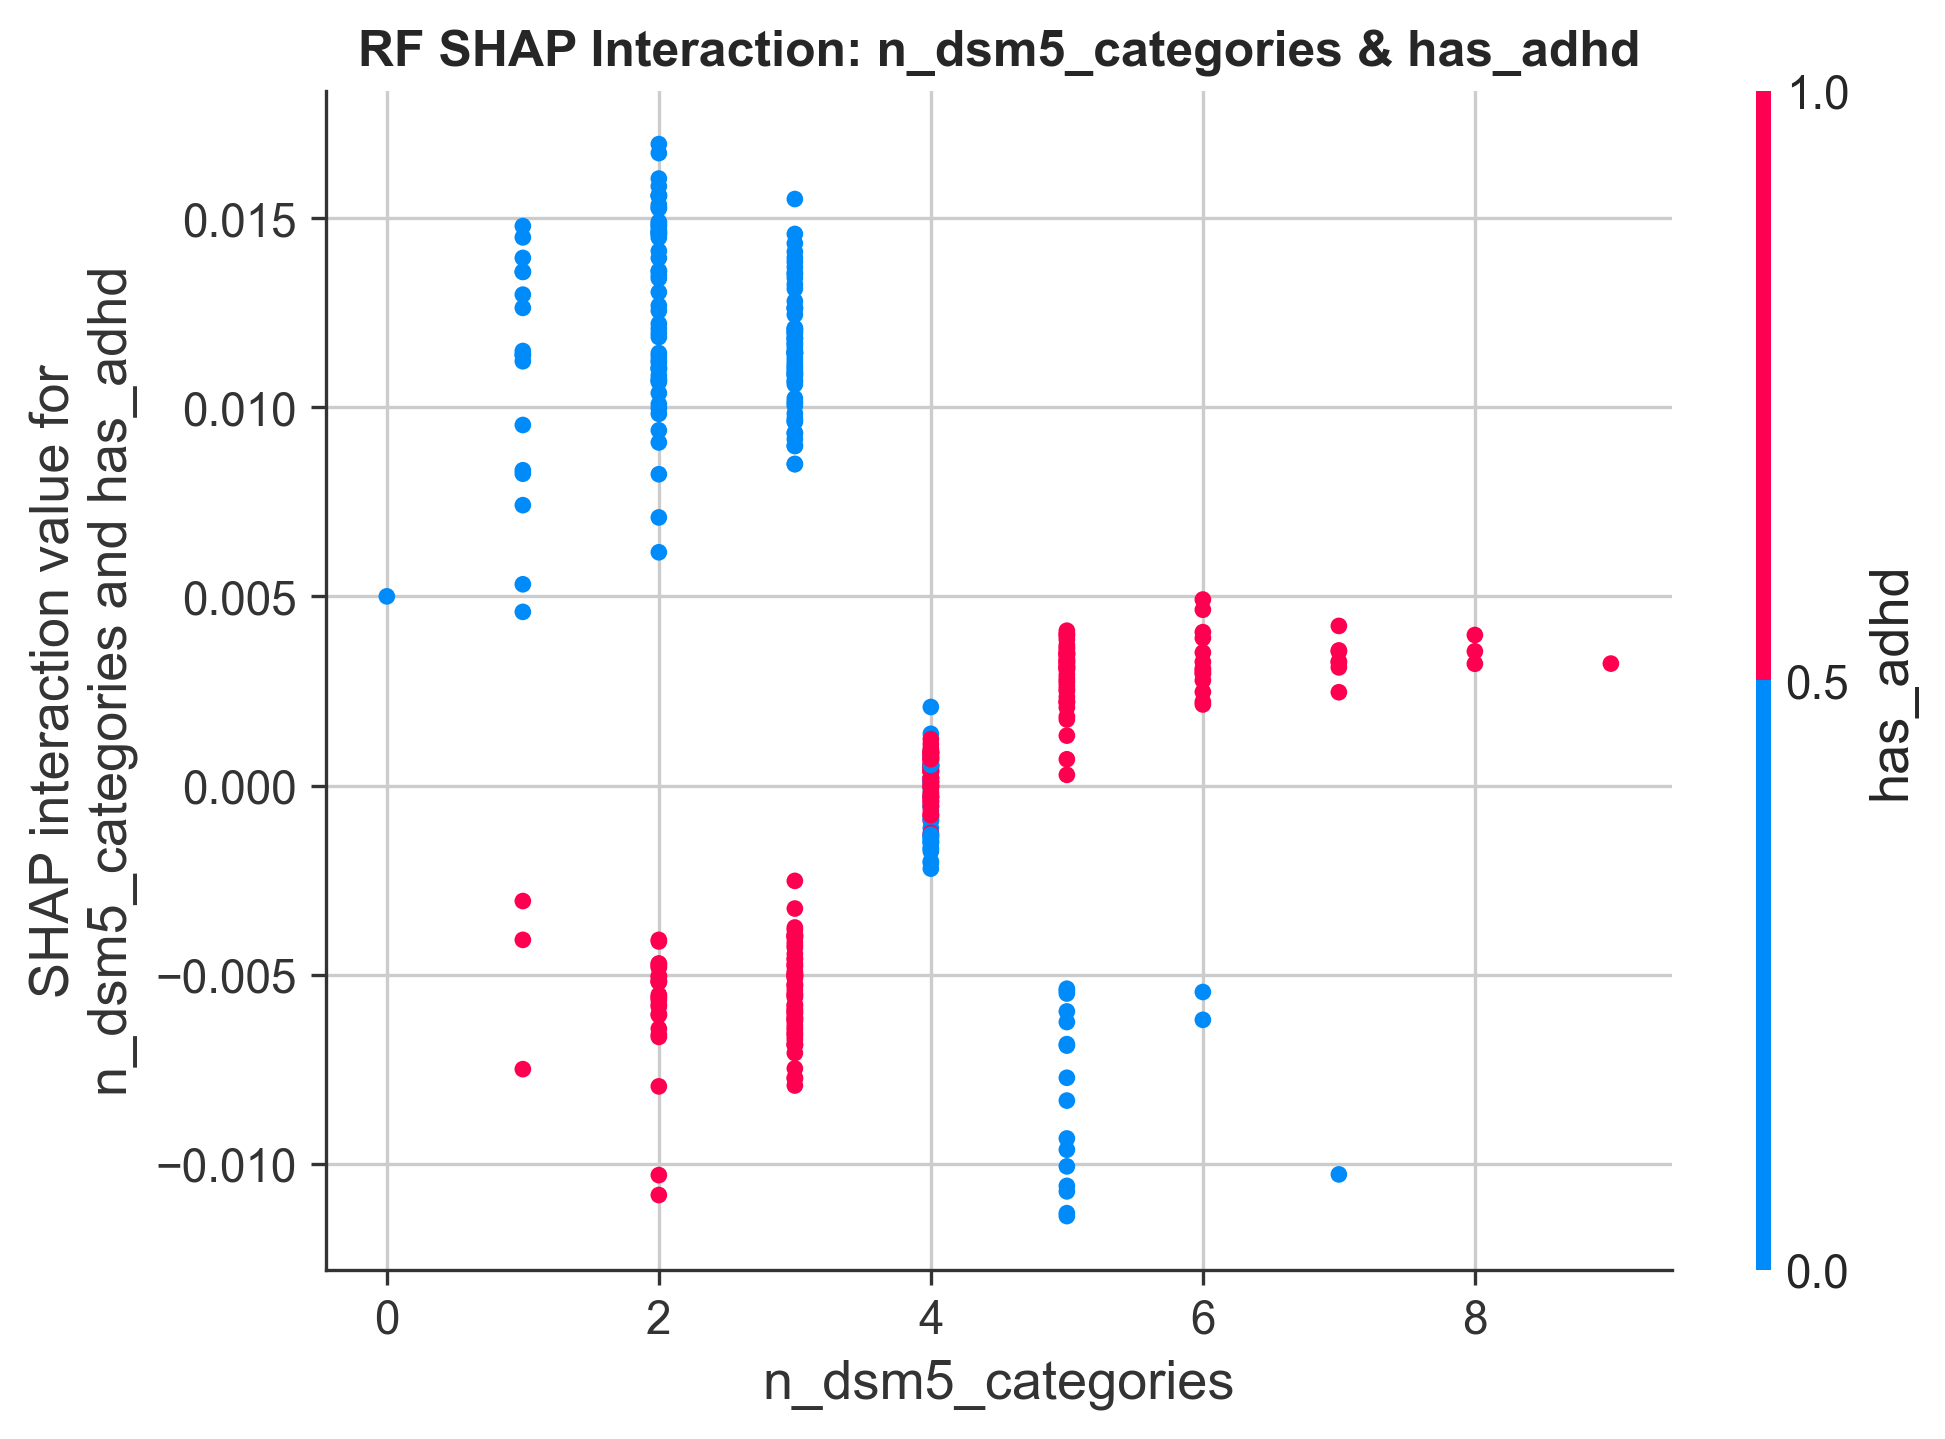 RF SHAP Interaction: n_dsm5_categories & has_adhd
SHAP interaction value for
n_dsm5_categories and has_adhd
0.015
0.010
0.005
0.000
−0.005
−0.010
0
2
4
6
8
n_dsm5_categories
1.0
0.5
0.0
has_adhd